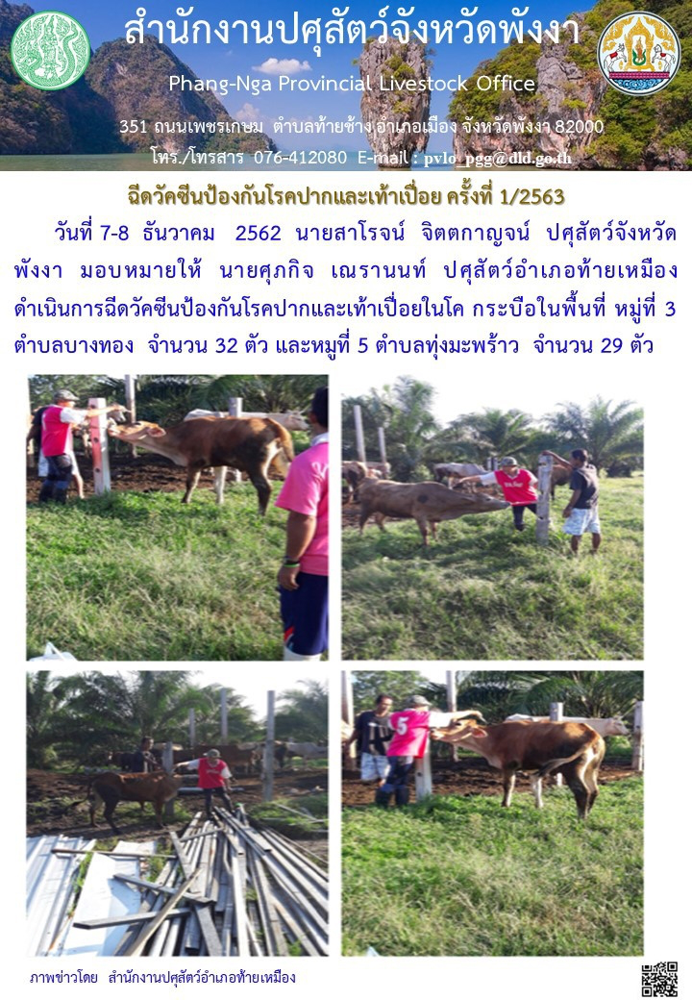 สำนักงานปศุสัตว์จังหวัดพังงา
Phang-Nga Provincial Livestock Office
351 ถนนเพชรเกษม ตำบลท้ายช้าง อำเภอเมือง จังหวัดพังงา 82000
โทร./โทรสาร 076-412080 E-mail : pvlo_pgg@dld.go.th
ฉีดวัคซีนป้องกันโรคปากและเท้าเปื่อย ครั้งที่ 1/2563
วันที่ 7-8 ธันวาคม 2562 นายสาโรจน์ จิตตกาญจน์ ปศุสัตว์จังหวัด
พังงา มอบหมายให้ นายศุภกิจ เณรานนท์ ปศุสัตว์อำเภอท้ายเหมือง
ดำเนินการฉีดวัคซีนป้องกันโรคปากและเท้าเปื่อยในโค กระบือในพื้นที่ หมู่ที่ 3
ตำบลบางทอง จำนวน 32 ตัว และหมูที่ 5 ตำบลทุ่งมะพร้าว จำนวน 29 ตัว
5
ภาพข่าวโดย สำนักงานปศุสัตว์อำเภอท้ายเหมือง